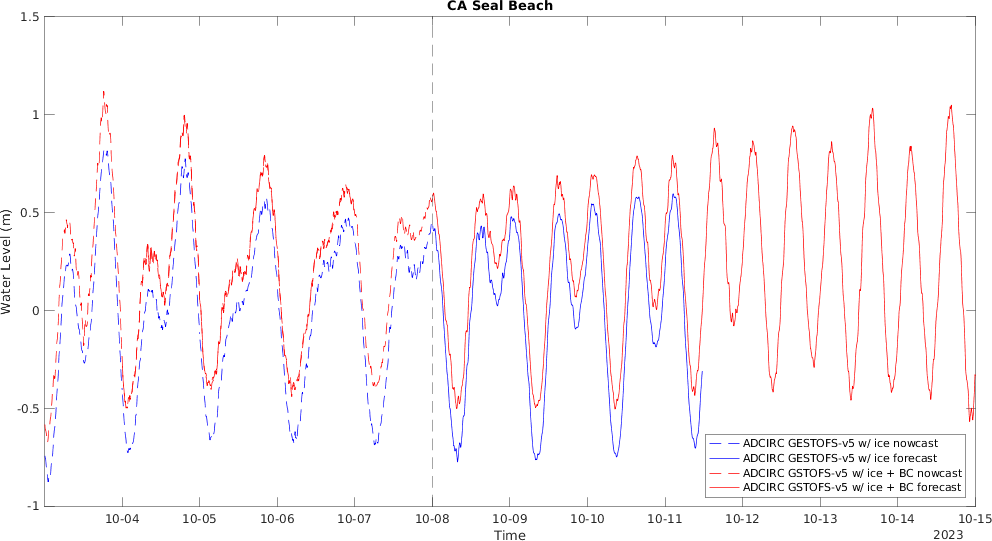 CA Seal Beach
1.5
1
0.5
0
-0.5
-1
Water Level (m)
10-04 10-05 10-06 10-07 10-08 10-09 10-10 10-11 10-12 10-13 10-14 10-15
Time
2023
ADCIRC GESTOFS-v5 w/ ice nowcast
ADCIRC GESTOFS-v5 w/ ice forecast
ADCIRC GSTOFS-v5 w/ ice + BC nowcast
ADCIRC GSTOFS-v5 w/ ice + BC forecast